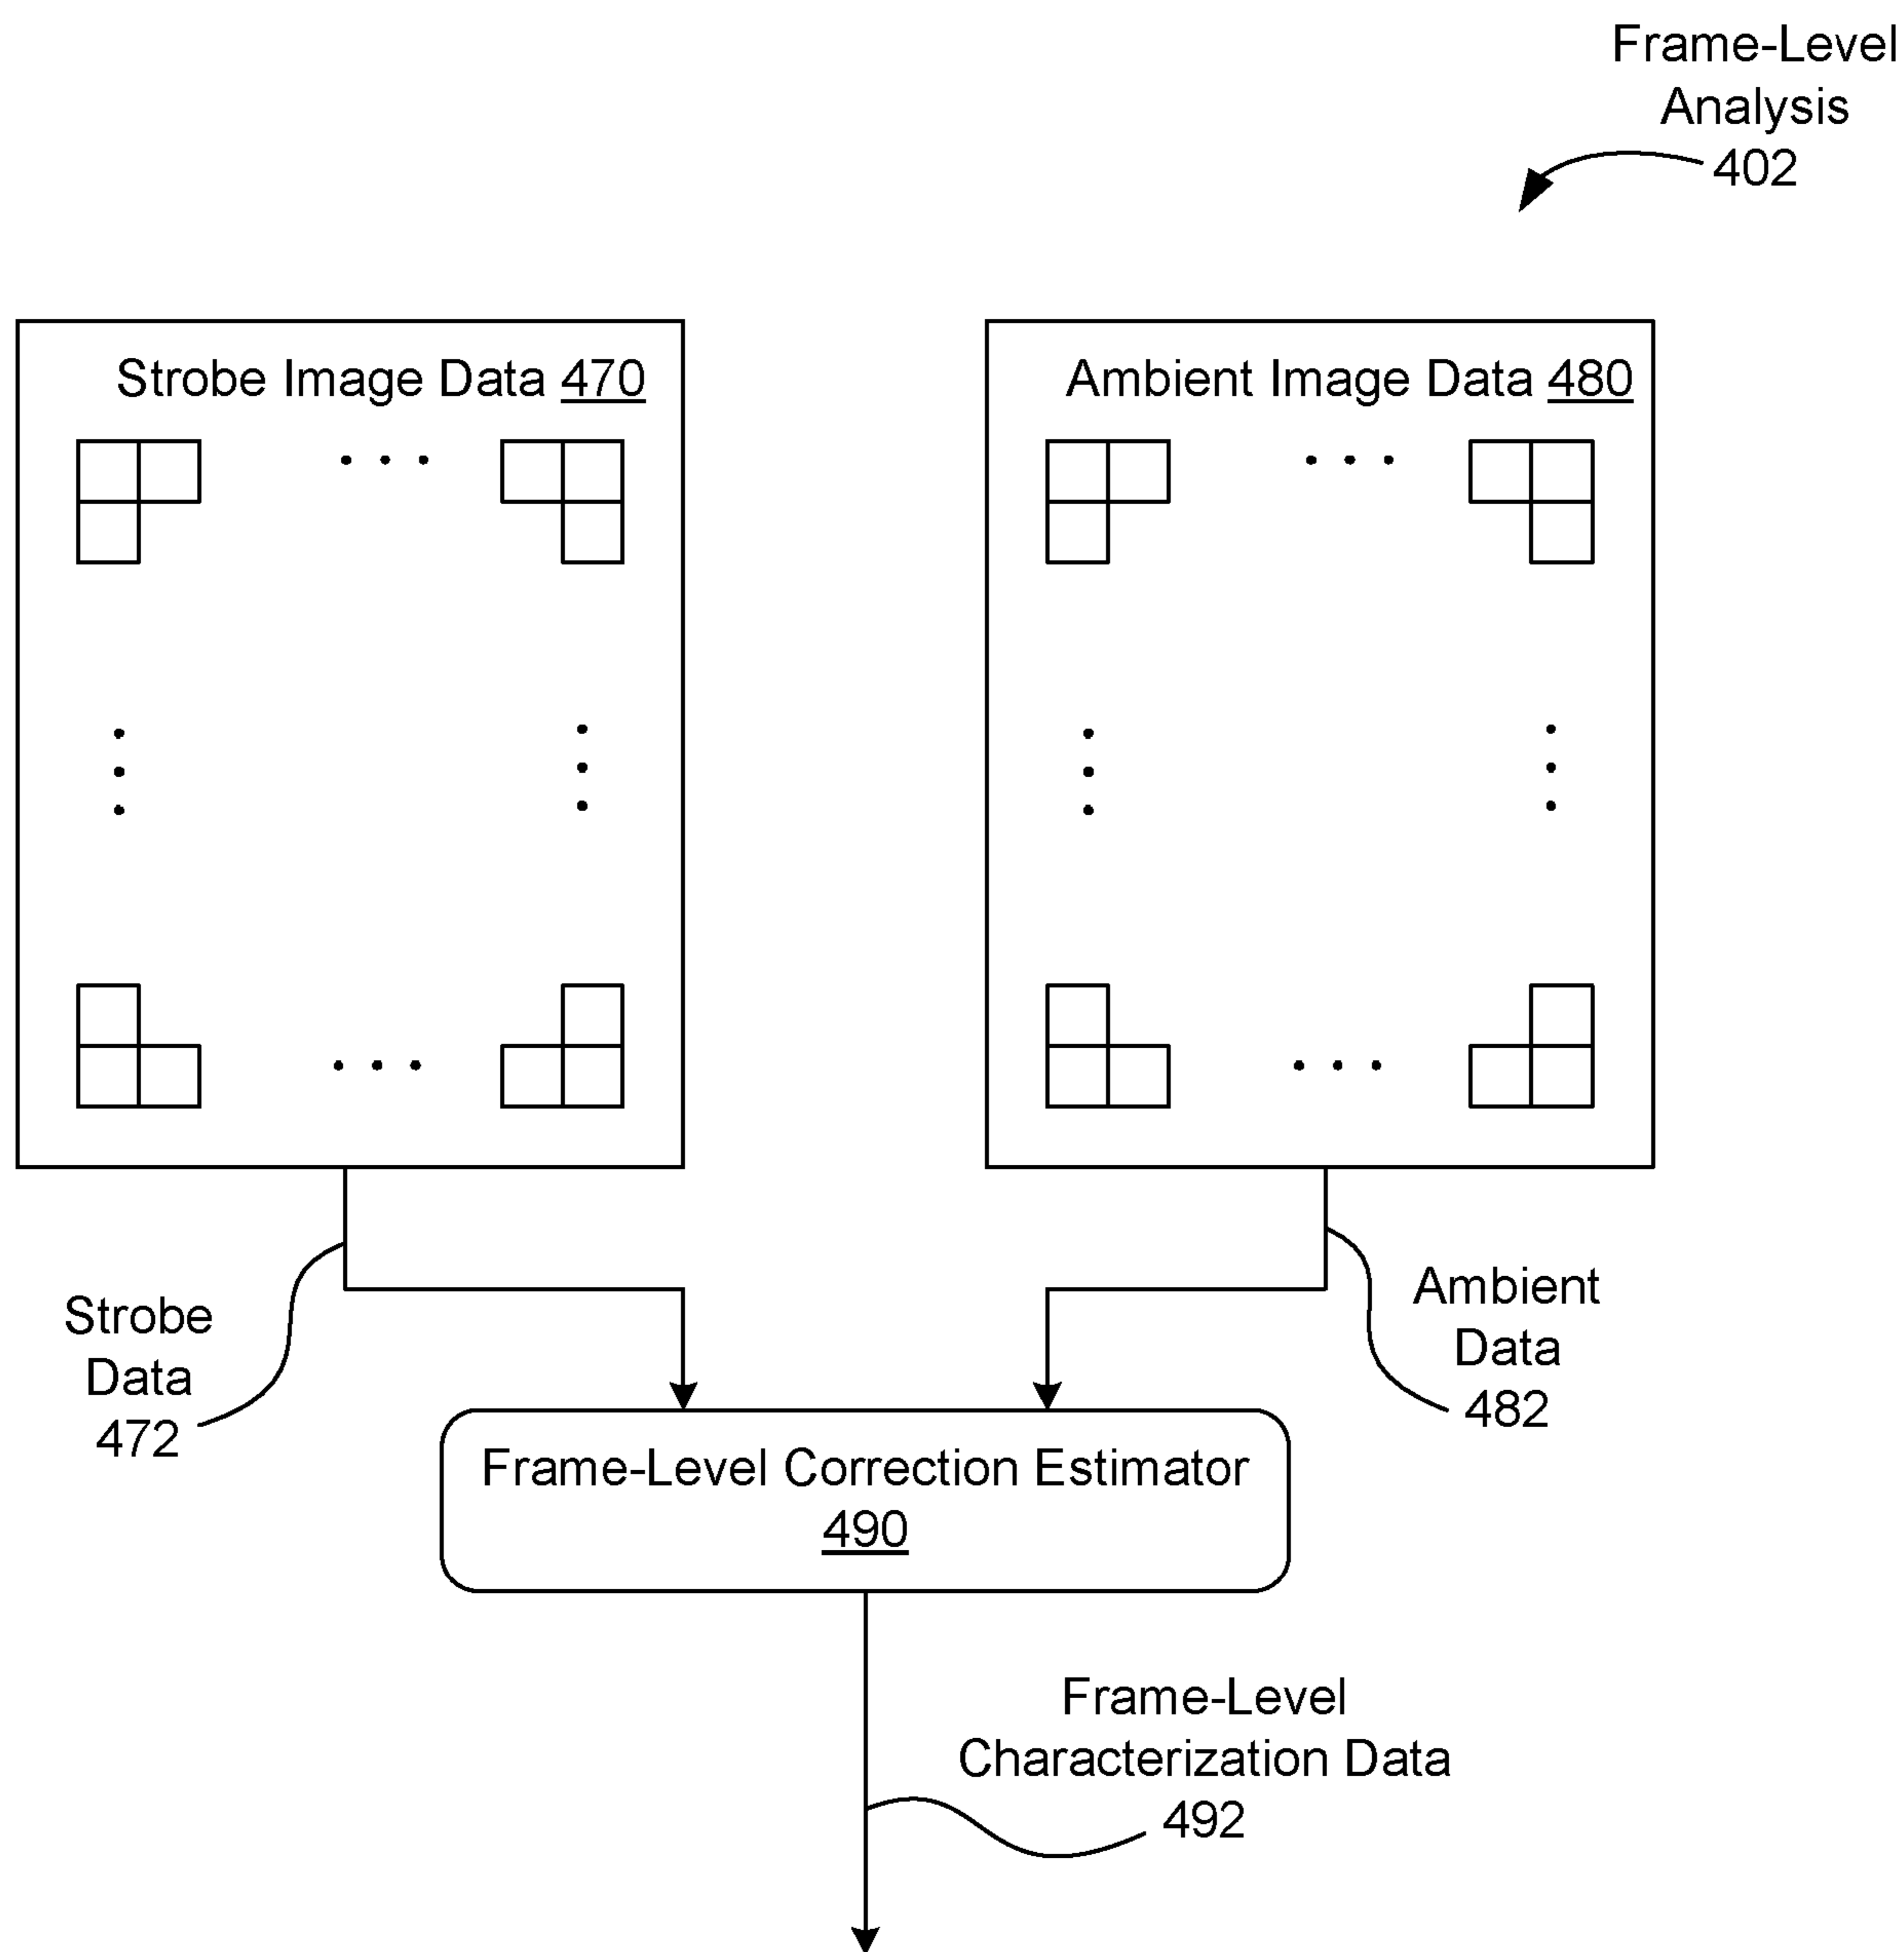 Frame-Level
Analysis
402
Strobe Image Data 470
Ambient Image Data 480
Strobe
Data
472
Ambient
Data
482
Frame-Level Correction Estimator
490
Frame-Level
Characterization Data
492